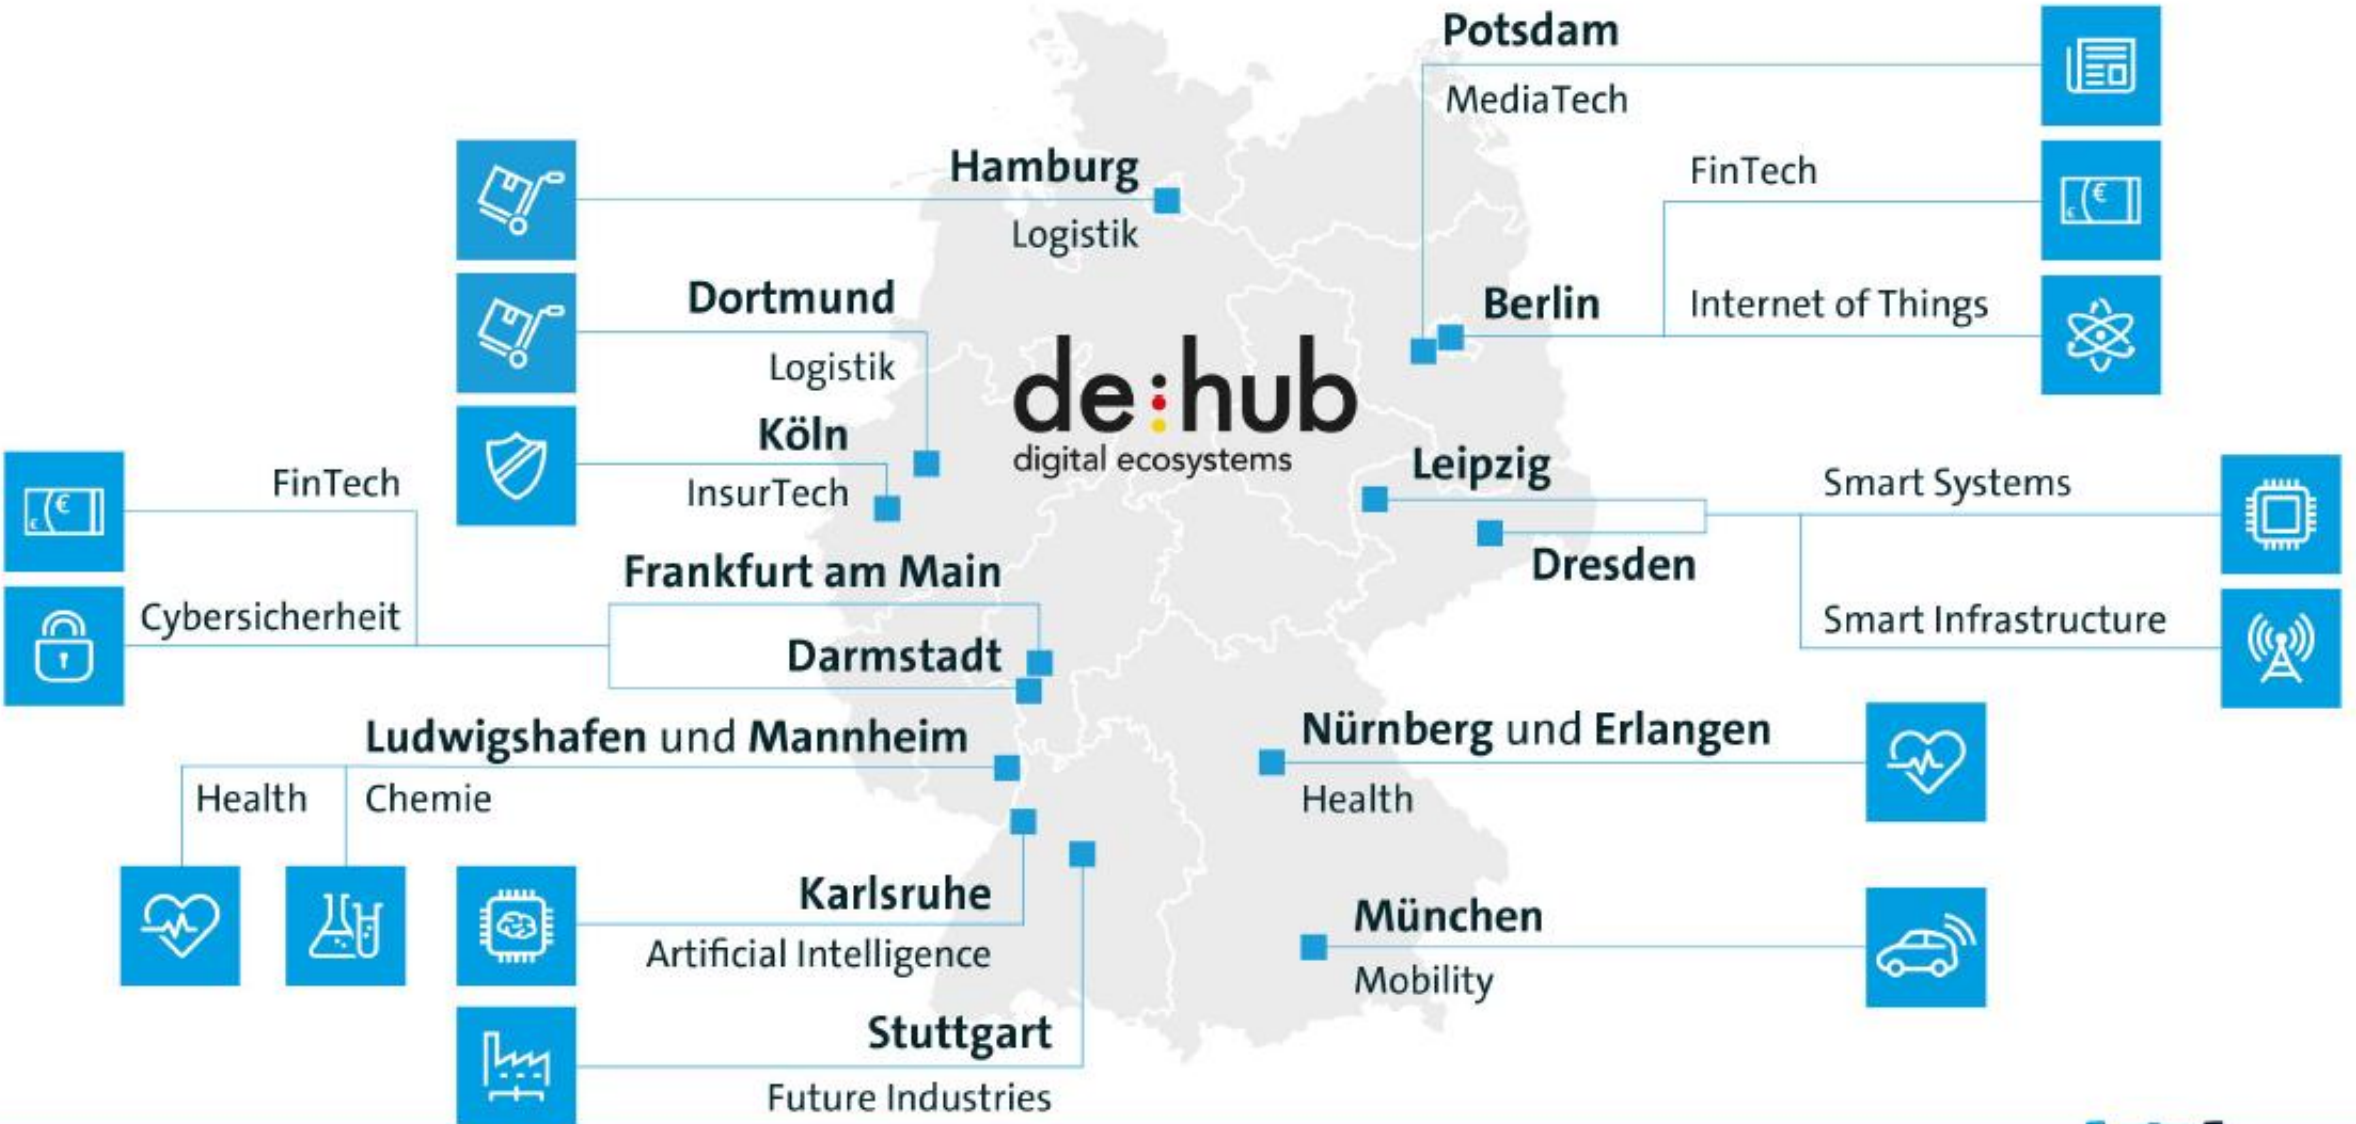 Potsdam
MediaTech
FinTech
Hamburg
Logistik
Dortmund
Logistik
Berlin
Internet of Things
de:hub
digital ecosystems
Köln
InsurTech
Leipzig
Smart Systems
Dresden
Smart Infrastructure
FinTech
Cybersicherheit
Frankfurt am Main
Darmstadt
Ludwigshafen und Mannheim
Health
Chemie
Nürnberg und Erlangen
Health
Karlsruhe
Artificial Intelligence
München
Mobility
Stuttgart
Future Industries